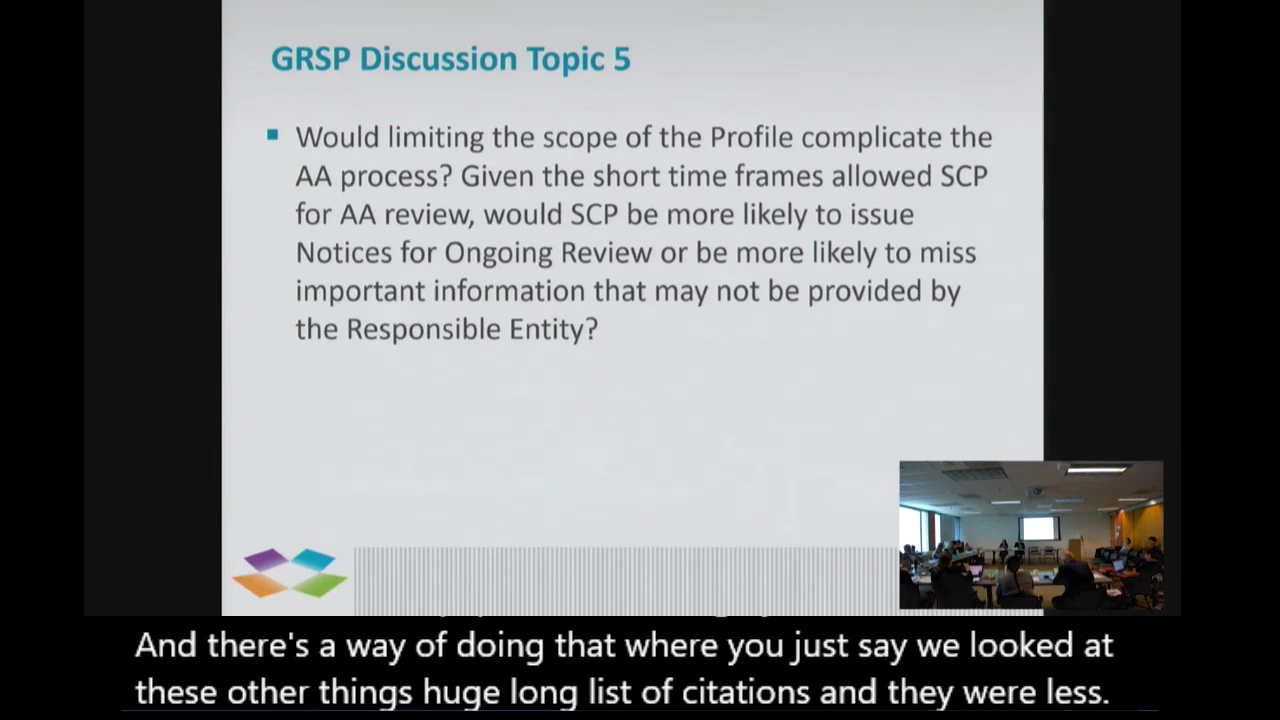 GRSP Discussion Topic 5
Would limiting the scope of the Profile complicate the
AA process? Given the short time frames allowed SCP
for AA review, would SCP be more likely to issue
Notices for Ongoing Review or be more likely to miss
important information that may not be provided by
the Responsible Entity?
And there's a way of doing that where you just say we looked at
these other things huge long list of citations and they were less.